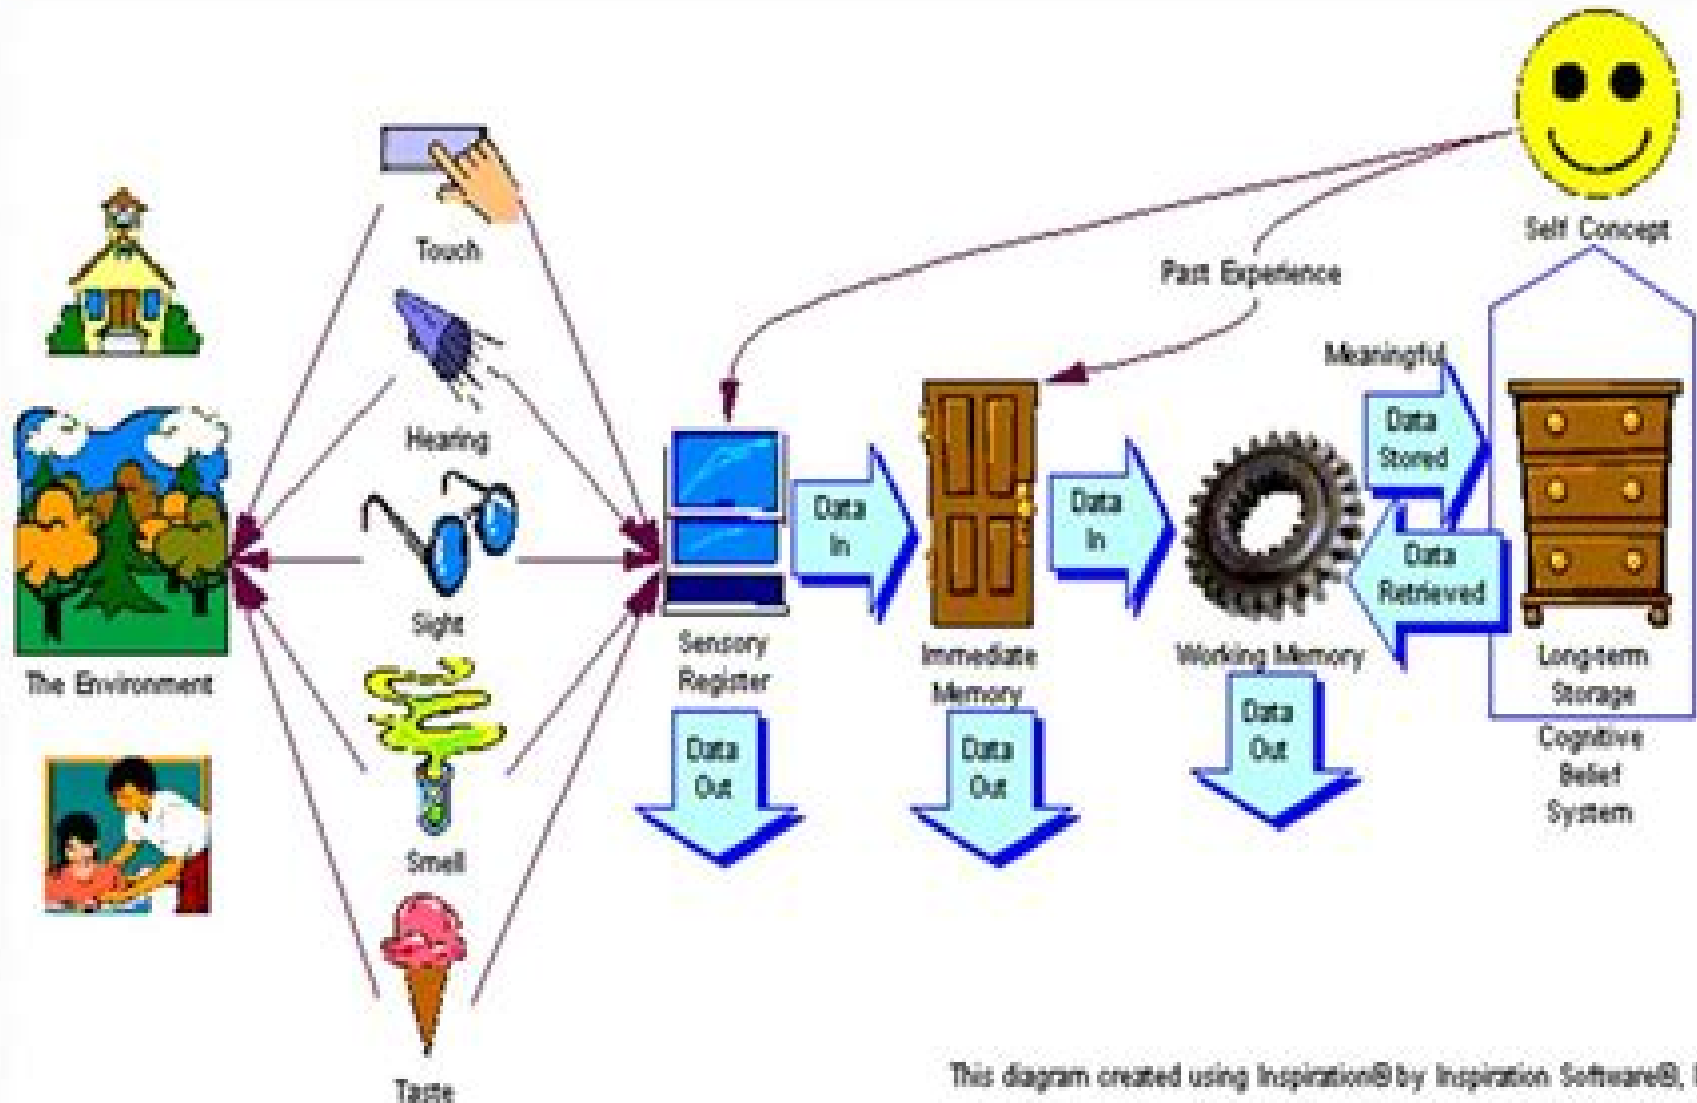 Touch
Hearing
Sight
Smell
Taste
The Environment
Sensory
Register
Data
Out
Data
In
Immediate
Memory
Data
Out
Data
In
Working Memory
Data
Out
Past Experience
Meaningful
Data
Stored
Data
Retrieved
Self Concept
Long-term
Storage
Cognitive
Belief
System
This diagram created using Inspiration® by Inspiration Software®,